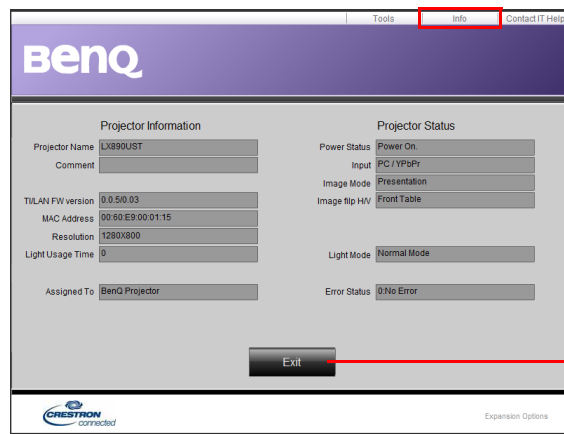 Tools Info Contact IT Help
BenQ
Projector Information Projector Status
Projector Name LX890UST Power Status Power On.
Comment Input PC / YPbPr
Image Mode Presentation
TI/LAN FW version 0.0.5/0.03 Image filp H/V Front Table
MAC Address 00:60:E9:00:01:15
Resolution 1280X800
Light Usage Time 0 Light Mode Normal Mode
Assigned To BenQ Projector Error Status 0:No Error
Exit
CRESTRON
connected
Expansion Options